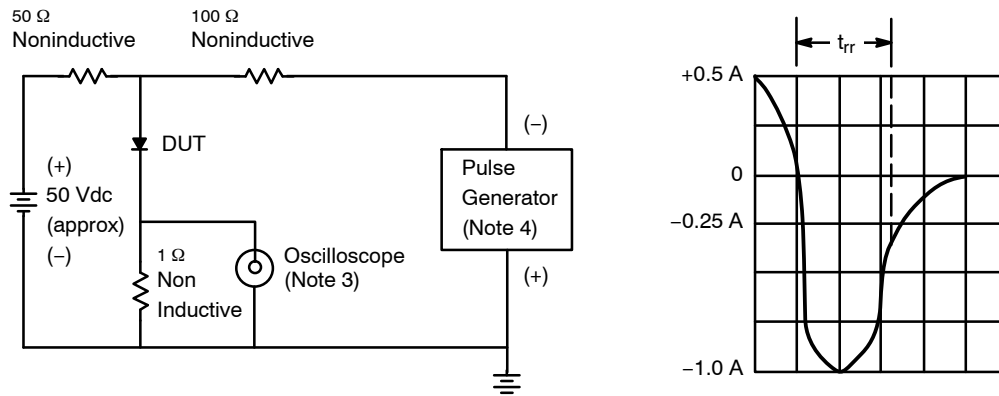 50 Ω
Noninductive
100 Ω
Noninductive
DUT
(+)
50 Vdc
(approx)
(−)
1 Ω
Non
Inductive
Oscilloscope
(Note 3)
(−)
Pulse
Generator
(Note 4)
(+)
trr
+0.5 A
0
−0.25 A
−1.0 A